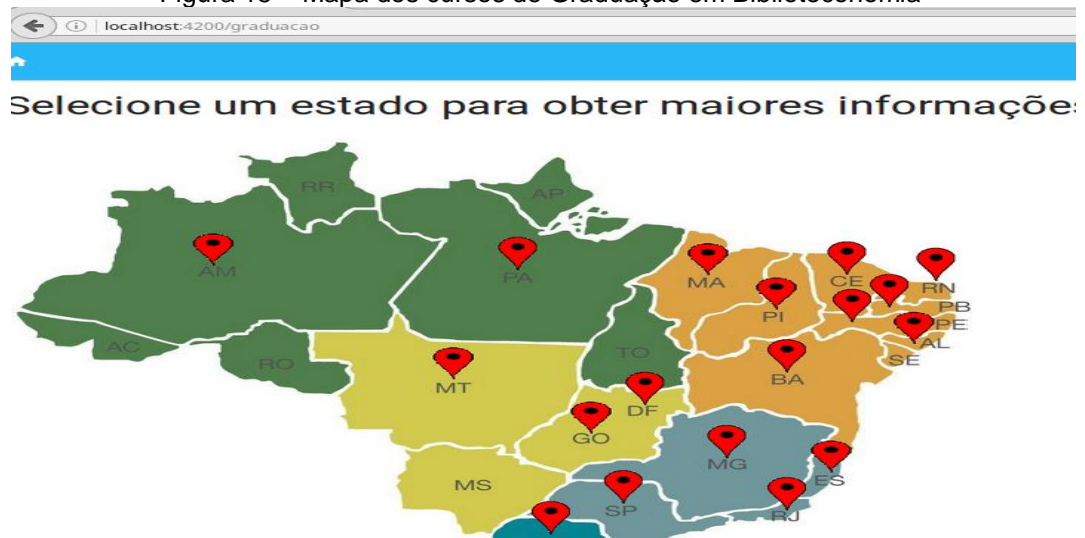 Figura 18 – Mapa dos cursos de Graduação em Biblioteconomia
localhost:4200/graduacao
Selecione um estado para obter maiores informações
RR
AP
AM
PA
MA
CE
RN
PI
PB
PE
AC
RO
TO
AL
SE
MT
BA
DF
GO
MG
MS
ES
SP
RJ